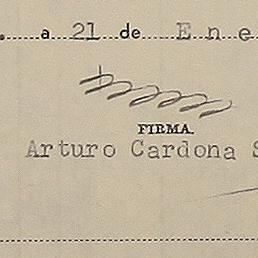 . a 21 de Ene
FIRMA.
Arturo Cardona S